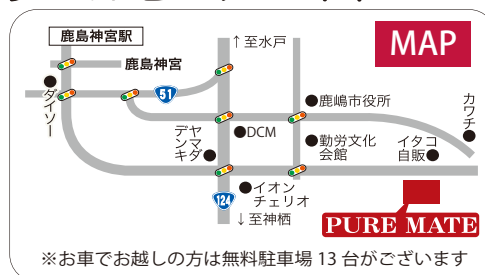 鹿島神宮駅
↑至水戸
MAP
鹿島神宮
●ダイソー
51
●鹿嶋市役所
カワチ●
●DCM
ヤマダ●
デンキ
●勤労文化
会館
イタコ
自販●
124
●イオン
チェリオ
↓至神栖
PURE MATE
※お車でお越しの方は無料駐車場13台がございます